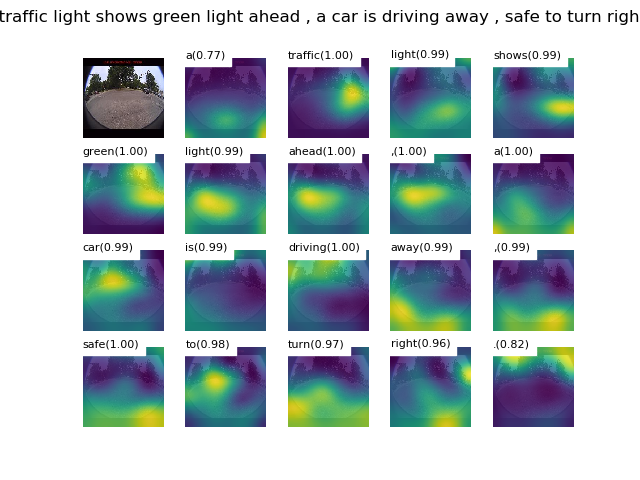 traffic light shows green light ahead , a car is driving away , safe to turn righ
a(0.77) traffic(1.00) light(0.99) shows(0.99)
green(1.00) light(0.99) ahead(1.00) ,(1.00) a(1.00)
car(0.99) is(0.99) driving(1.00) away(0.99) ,(0.99)
safe(1.00) to(0.98) turn(0.97) right(0.96) .(0.82)